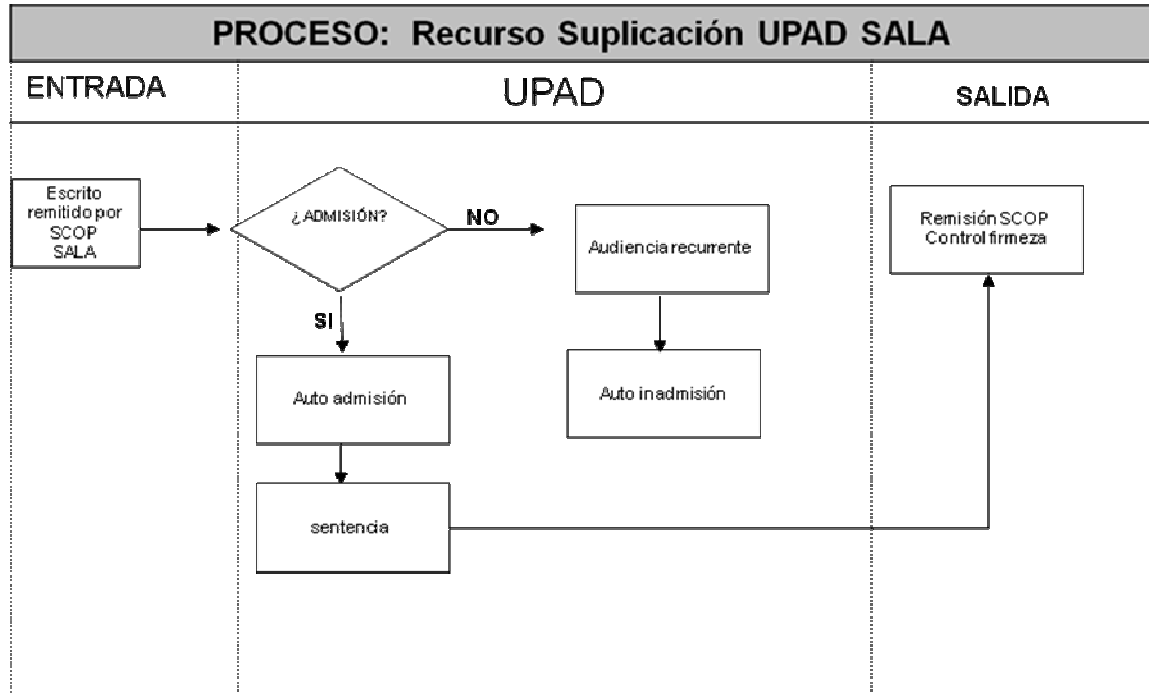 PROCESO: Recurso Suplicación UPAD SALA
ENTRADA
UPAD
SALIDA
Escrito
remitido por
SCOP
SALA
¿ADMISIÓN?
NO
Audiencia recurrente
Remisión SCOP
Control firmeza
SI
Auto admisión
Auto inadmisión
sentencia